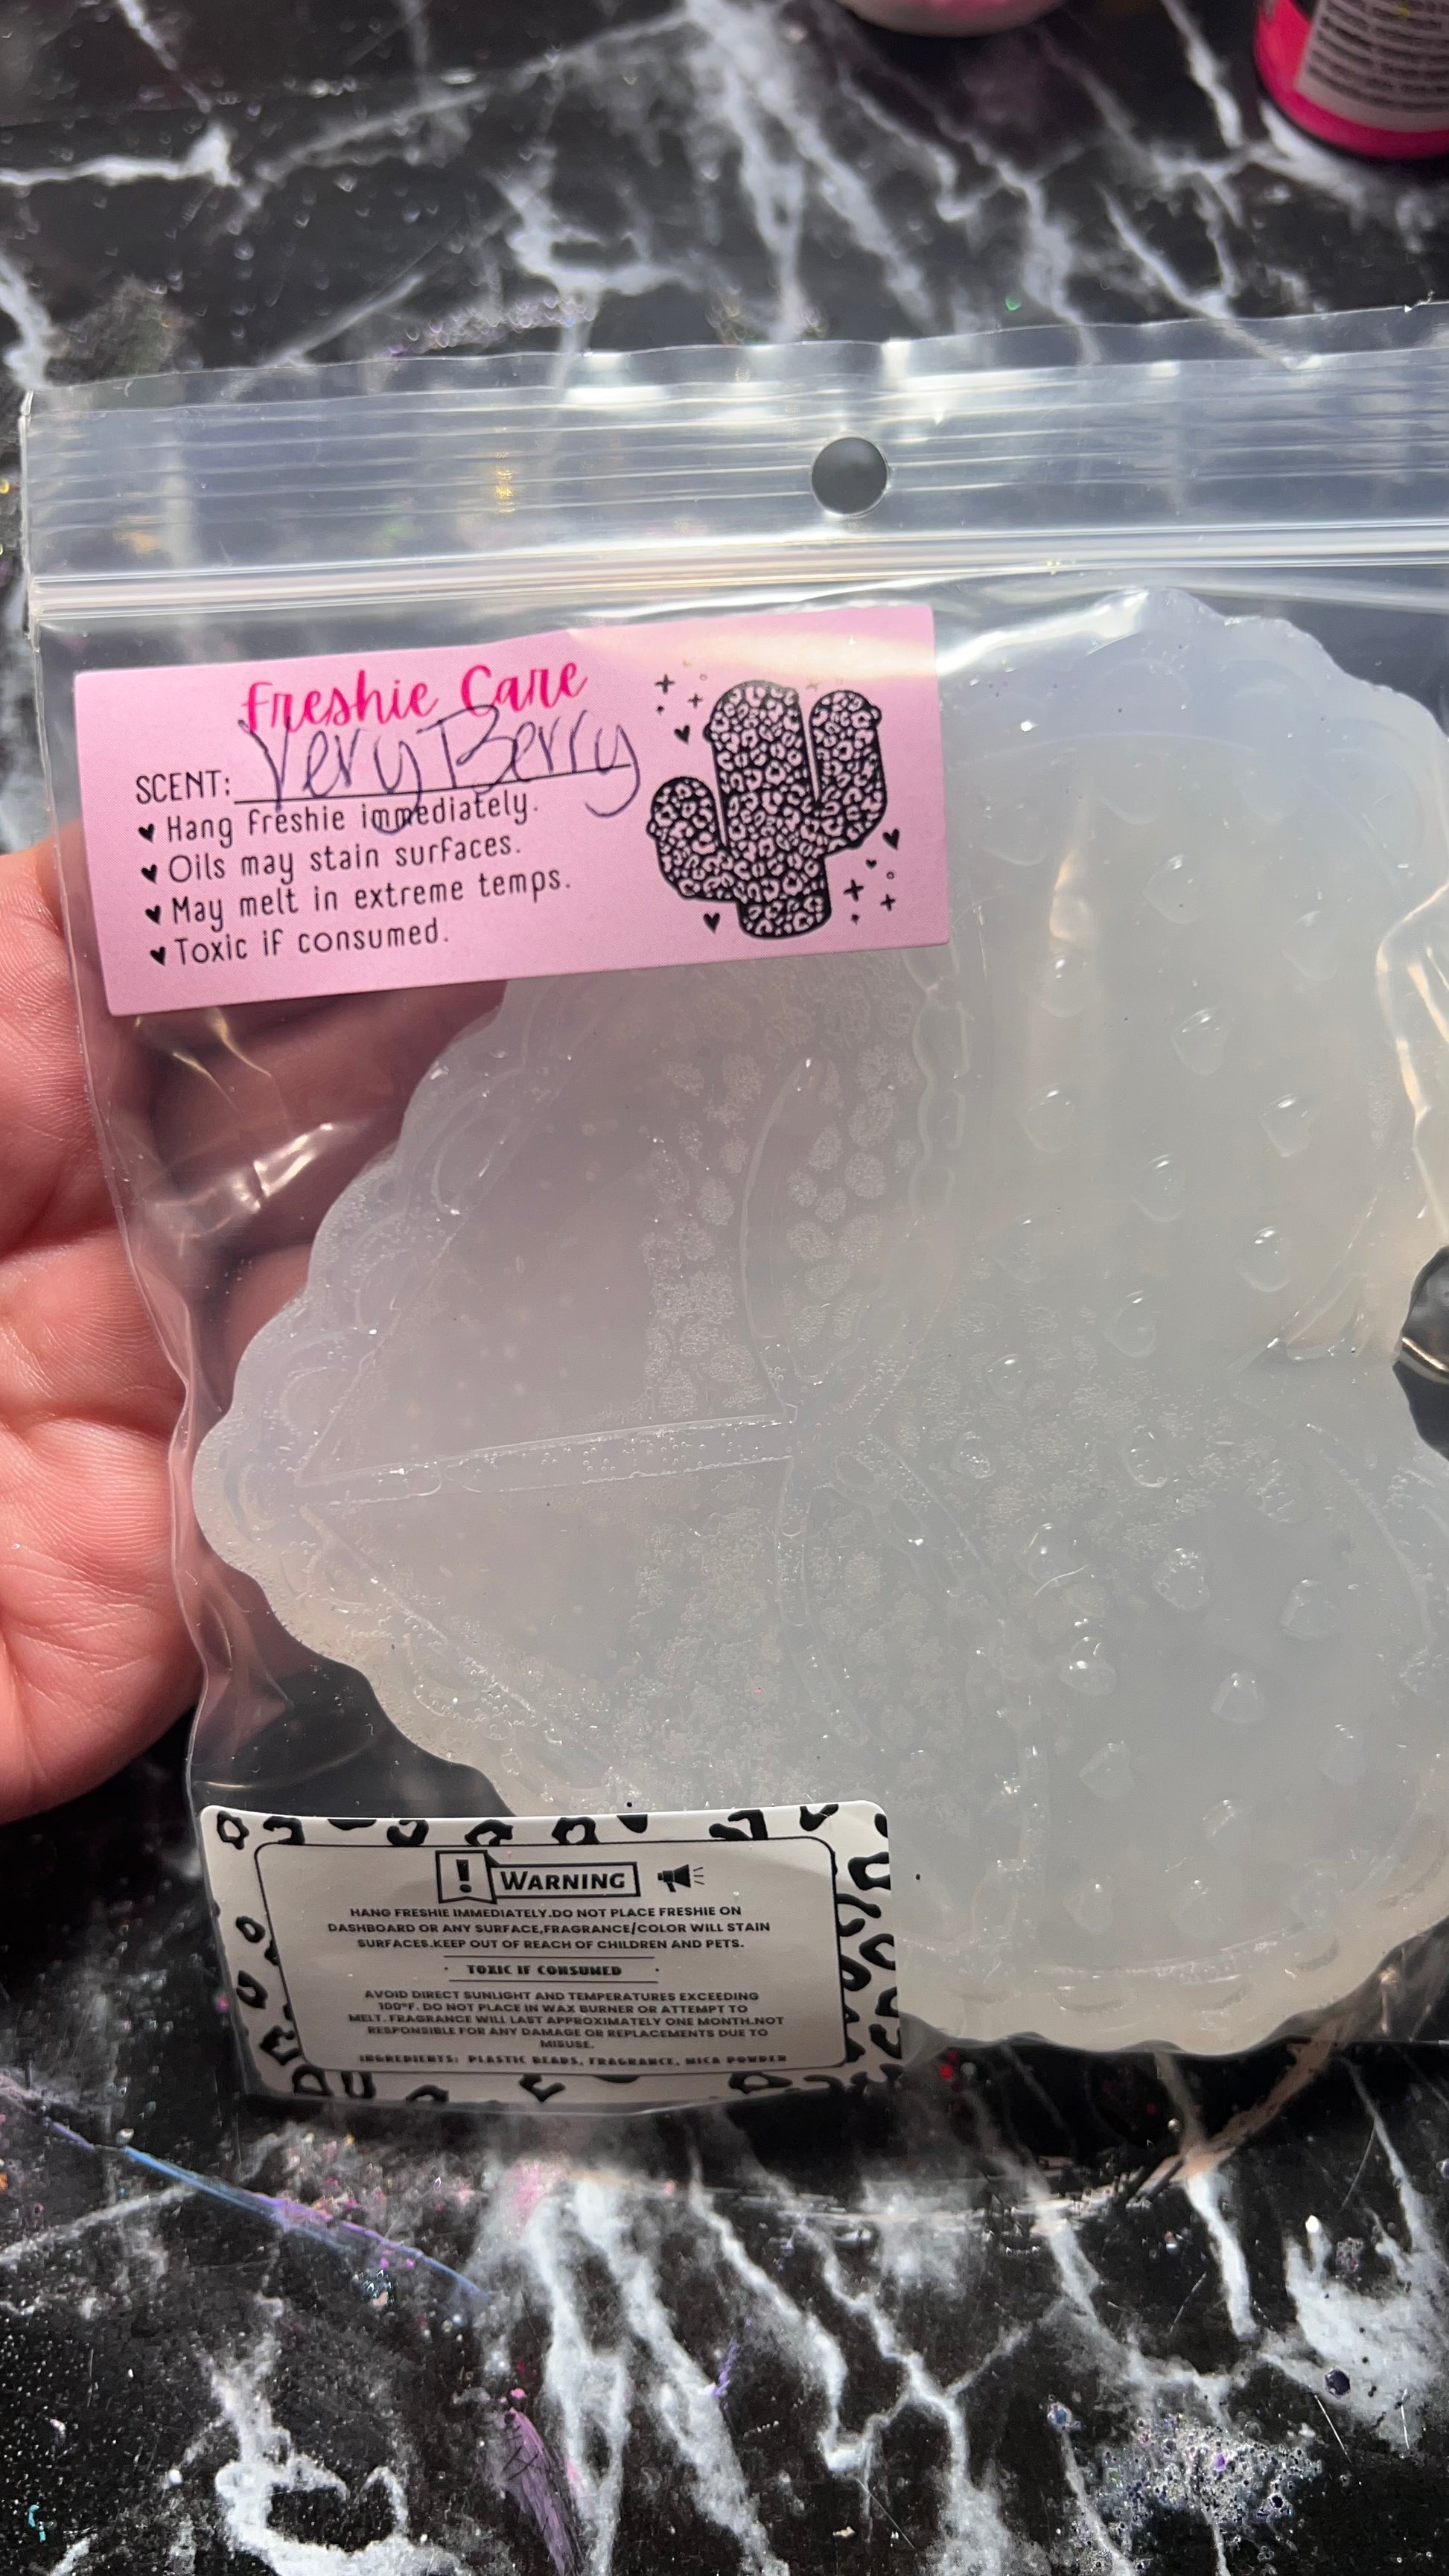 Freshie Care
SCENT: Very Berry
Hang freshie immediately.
Oils may stain surfaces.
May melt in extreme temps.
Toxic if consumed.
! WARNING
HANG FRESHIE IMMEDIATELY.DO NOT PLACE FRESHIE ON
DASHBOARD OR ANY SURFACE,FRAGRANCE/COLOR WILL STAIN
SURFACES.KEEP OUT OF REACH OF CHILDREN AND PETS.
TOXIC IF CONSUMED
AVOID DIRECT SUNLIGHT AND TEMPERATURES EXCEEDING
100°F. DO NOT PLACE IN WAX BURNER OR ATTEMPT TO
MELT. FRAGRANCE WILL LAST APPROXIMATELY ONE MONTH.NOT
RESPONSIBLE FOR ANY DAMAGE OR REPLACEMENTS DUE TO
MISUSE.
INGREDIENTS: PLASTIC BEADS, FRAGRANCE, MICA POWDER